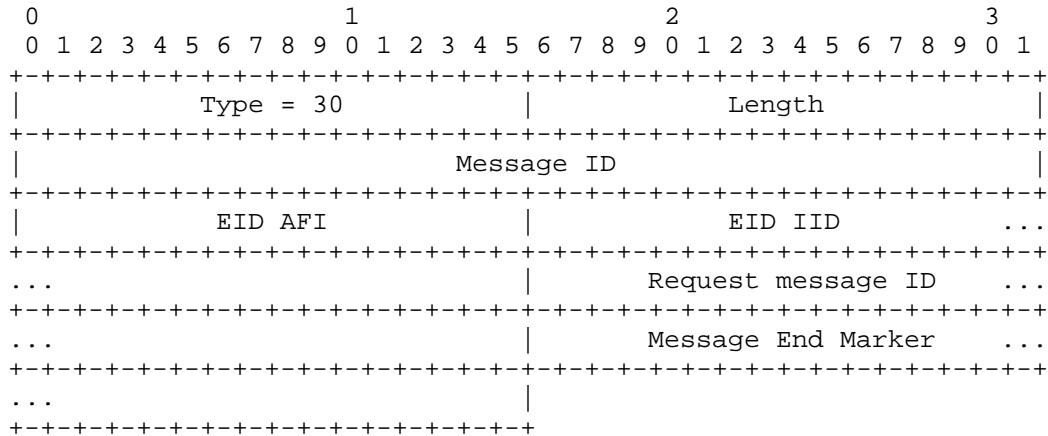 0                   1                   2                   3
 0 1 2 3 4 5 6 7 8 9 0 1 2 3 4 5 6 7 8 9 0 1 2 3 4 5 6 7 8 9 0 1
+-+-+-+-+-+-+-+-+-+-+-+-+-+-+-+-+-+-+-+-+-+-+-+-+-+-+-+-+-+-+-+-+
|           Type = 30           |            Length             |
+-+-+-+-+-+-+-+-+-+-+-+-+-+-+-+-+-+-+-+-+-+-+-+-+-+-+-+-+-+-+-+-+
|                           Message ID                          |
+-+-+-+-+-+-+-+-+-+-+-+-+-+-+-+-+-+-+-+-+-+-+-+-+-+-+-+-+-+-+-+-+
|            EID AFI            |            EID IID          ...
+-+-+-+-+-+-+-+-+-+-+-+-+-+-+-+-+-+-+-+-+-+-+-+-+-+-+-+-+-+-+-+-+
...                             |       Request message ID    ...
+-+-+-+-+-+-+-+-+-+-+-+-+-+-+-+-+-+-+-+-+-+-+-+-+-+-+-+-+-+-+-+-+
...                             |       Message End Marker    ...
+-+-+-+-+-+-+-+-+-+-+-+-+-+-+-+-+-+-+-+-+-+-+-+-+-+-+-+-+-+-+-+-+
...                             |
+-+-+-+-+-+-+-+-+-+-+-+-+-+-+-+-+